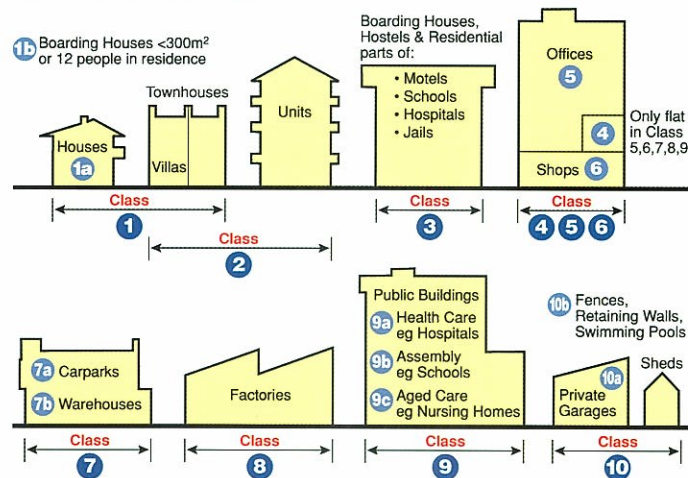 1b Boarding Houses <300m²
or 12 people in residence
Townhouses
Houses
1a
Villas
Units
Boarding Houses,
Hostels & Residential
parts of:
• Motels
• Schools
• Hospitals
• Jails
Offices
5
4
Only flat
in Class
5,6,7,8,9
Shops 6
Class
1
Class
2
Class
3
Class
4 5 6
7a Carparks
7b Warehouses
Factories
Public Buildings
9a Health Care
eg Hospitals
9b Assembly
eg Schools
9c Aged Care
eg Nursing Homes
10b Fences,
Retaining Walls,
Swimming Pools
10a
Private
Garages
Sheds
Class
7
Class
8
Class
9
Class
10